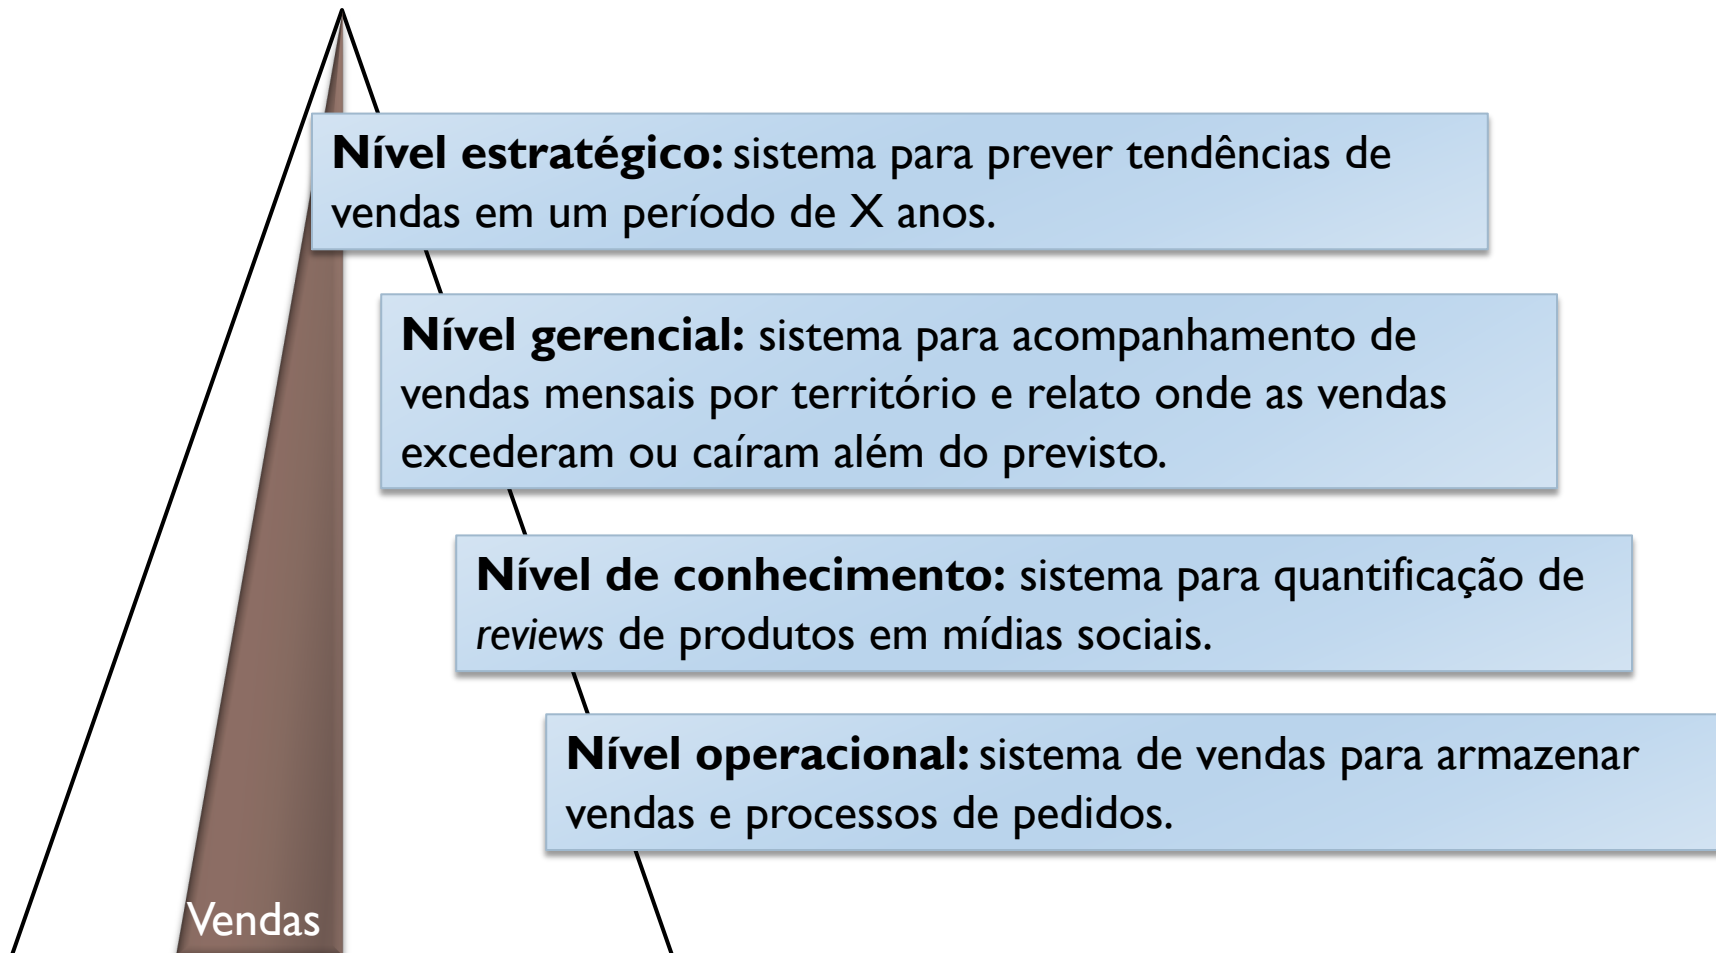 Nível estratégico: sistema para prever tendências de
vendas em um período de X anos.
Nível gerencial: sistema para acompanhamento de
vendas mensais por território e relato onde as vendas
excederam ou caíram além do previsto.
Nível de conhecimento: sistema para quantificação de
reviews de produtos em mídias sociais.
Nível operacional: sistema de vendas para armazenar
vendas e processos de pedidos.
Vendas